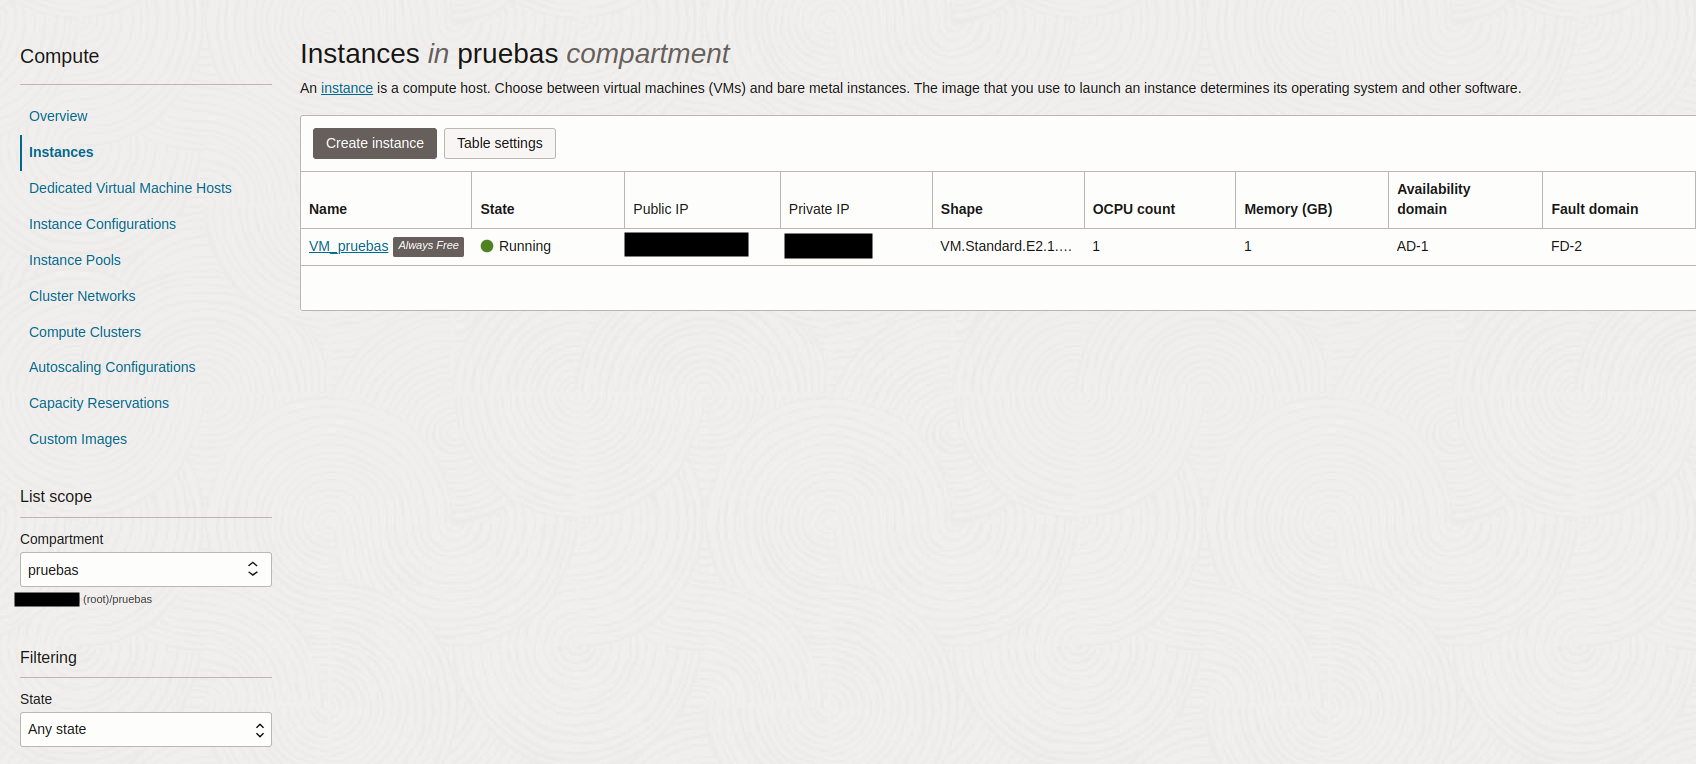 Compute
Overview
Instances
Dedicated Virtual Machine Hosts
Instance Configurations
Instance Pools
Cluster Networks
Compute Clusters
Autoscaling Configurations
Capacity Reservations
Custom Images
List scope
Compartment
pruebas
(root)/pruebas
Filtering
State
Any state
Instances in pruebas compartment
An instance is a compute host. Choose between virtual machines (VMs) and bare metal instances. The image that you use to launch an instance determines its operating system and other software.
Create instance Table settings
Name State Public IP Private IP Shape OCPU count Memory (GB) Availability domain Fault domain
VM_pruebas Always Free Running VM.Standard.E2.1.... 1 1 AD-1 FD-2